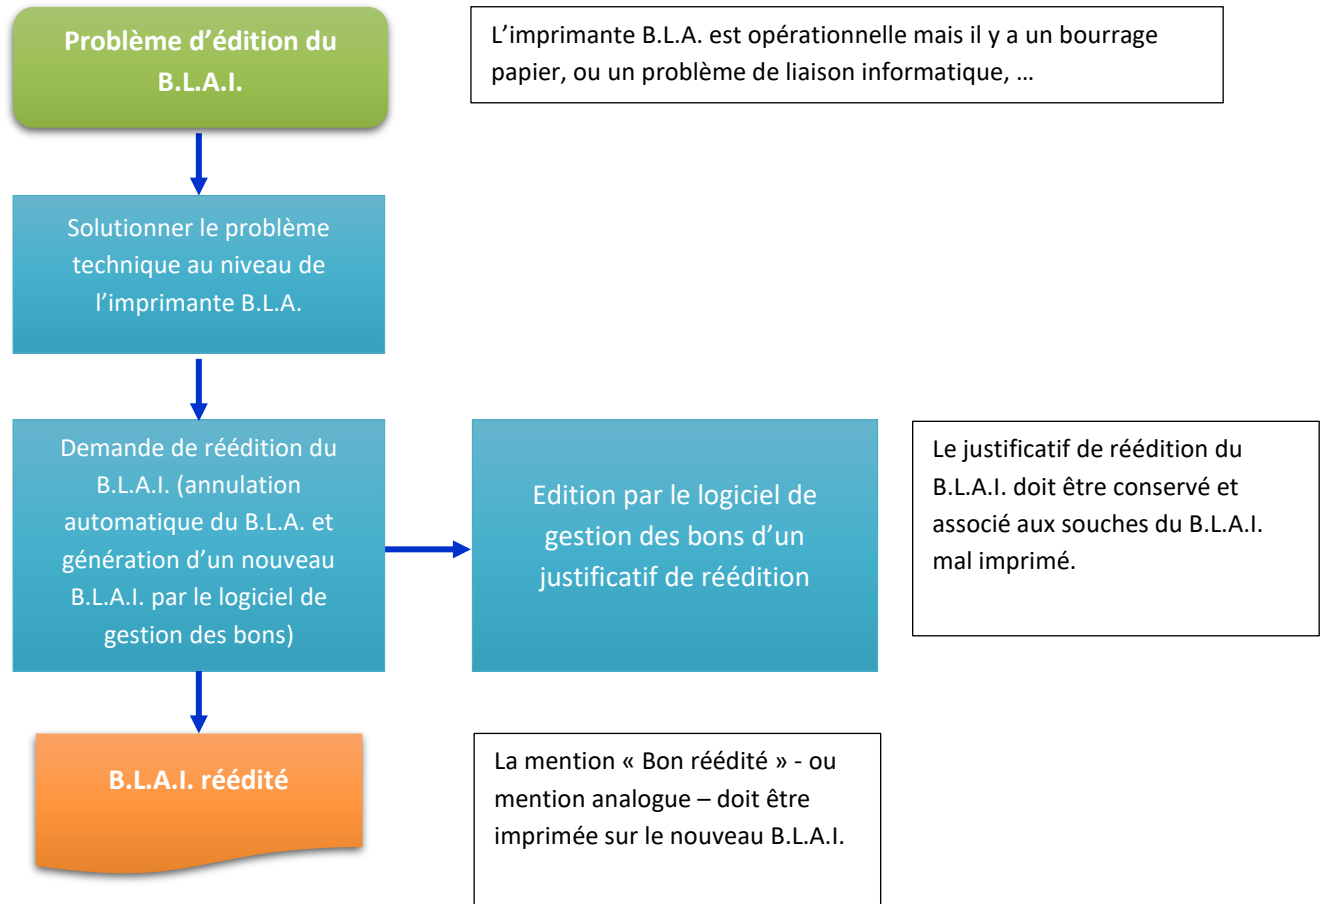 Problème d’édition du
B.L.A.I.
L’imprimante B.L.A. est opérationnelle mais il y a un bourrage
papier, ou un problème de liaison informatique, …
Solutionner le problème
technique au niveau de
l’imprimante B.L.A.
Demande de réédition du
B.L.A.I. (annulation
automatique du B.L.A. et
génération d’un nouveau
B.L.A.I. par le logiciel de
gestion des bons)
Edition par le logiciel de
gestion des bons d’un
justificatif de réédition
Le justificatif de réédition du
B.L.A.I. doit être conservé et
associé aux souches du B.L.A.I.
mal imprimé.
B.L.A.I. réédité
La mention « Bon réédité » - ou
mention analogue – doit être
imprimée sur le nouveau B.L.A.I.